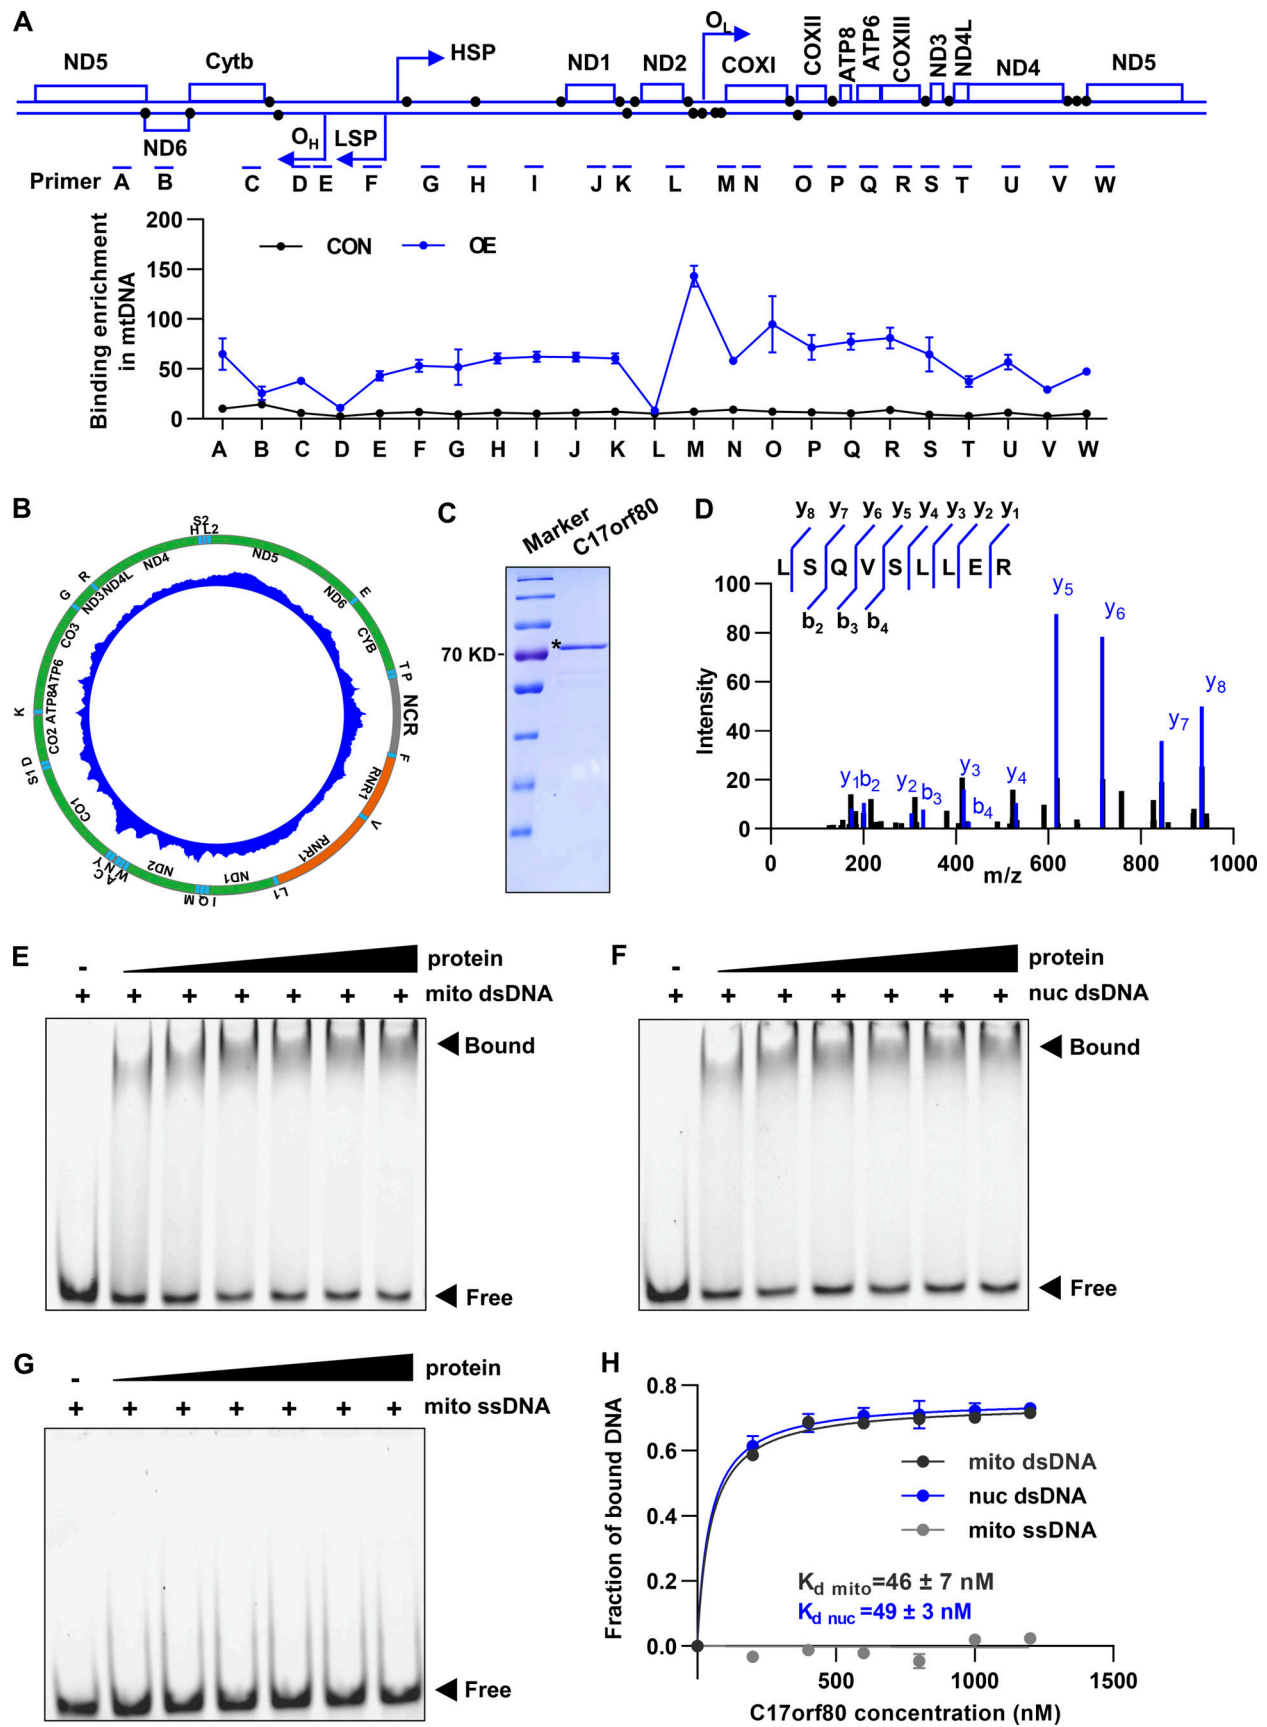 A
ND5 Cytb HSP ND1 ND2 OL COXI COXII ATP8 ATP6 COXIII ND3 ND4L ND4 ND5
ND6 OH LSP
Primer A B C D E F G H I J K L M N O P Q R S T U V W
Binding enrichment
in mtDNA
CON OE
200
150
100
50
0
A B C D E F G H I J K L M N O P Q R S T U V W
B
S2
H L2
ND5
E
ND6
CYB
T P
NCR
F
RNR1
V
RNR1
L1
ND1
I Q M
ND2
W A N C Y
CO1
S1 D
CO2
K
ATP8
ATP6
CO3
G
ND3
R
ND4L
ND4
C
Marker
C17orf80
70 KD
*
D
y8 y7 y6 y5 y4 y3 y2 y1
L S Q V S L L E R
b2 b3 b4
Intensity
100
80
60
40
20
0
y1 b2 y2 b3 y3 b4 y4 y5 y6 y7 y8
0 200 400 600 800 1000
m/z
E
- protein
+ + + + + + + mito dsDNA
Bound
Free
F
- protein
+ + + + + + + nuc dsDNA
Bound
Free
G
- protein
+ + + + + + + mito ssDNA
Free
H
Fraction of bound DNA
0.8
0.6
0.4
0.2
0.0
mito dsDNA
nuc dsDNA
mito ssDNA
Kd mito=46 ± 7 nM
Kd nuc=49 ± 3 nM
500 1000 1500
C17orf80 concentration (nM)